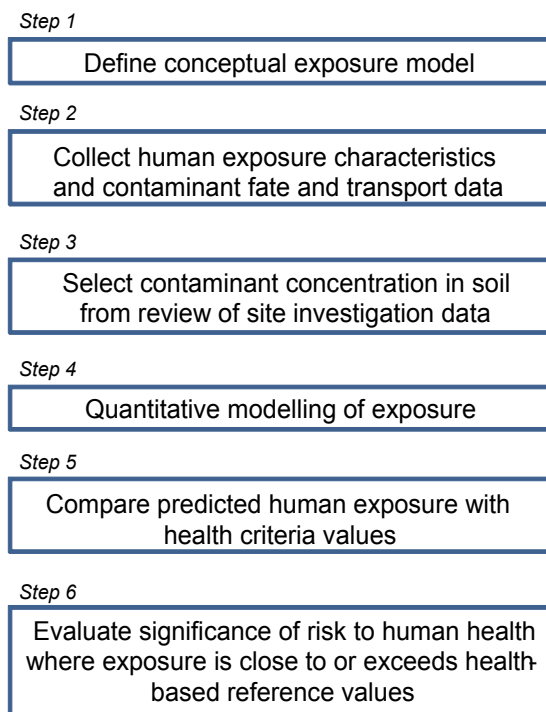 Step 1
Define conceptual exposure model
Step 2
Collect human exposure characteristics
and contaminant fate and transport data
Step 3
Select contaminant concentration in soil
from review of site investigation data
Step 4
Quantitative modelling of exposure
Step 5
Compare predicted human exposure with
health criteria values
Step 6
Evaluate significance of risk to human health
where exposure is close to or exceeds health-
based reference values